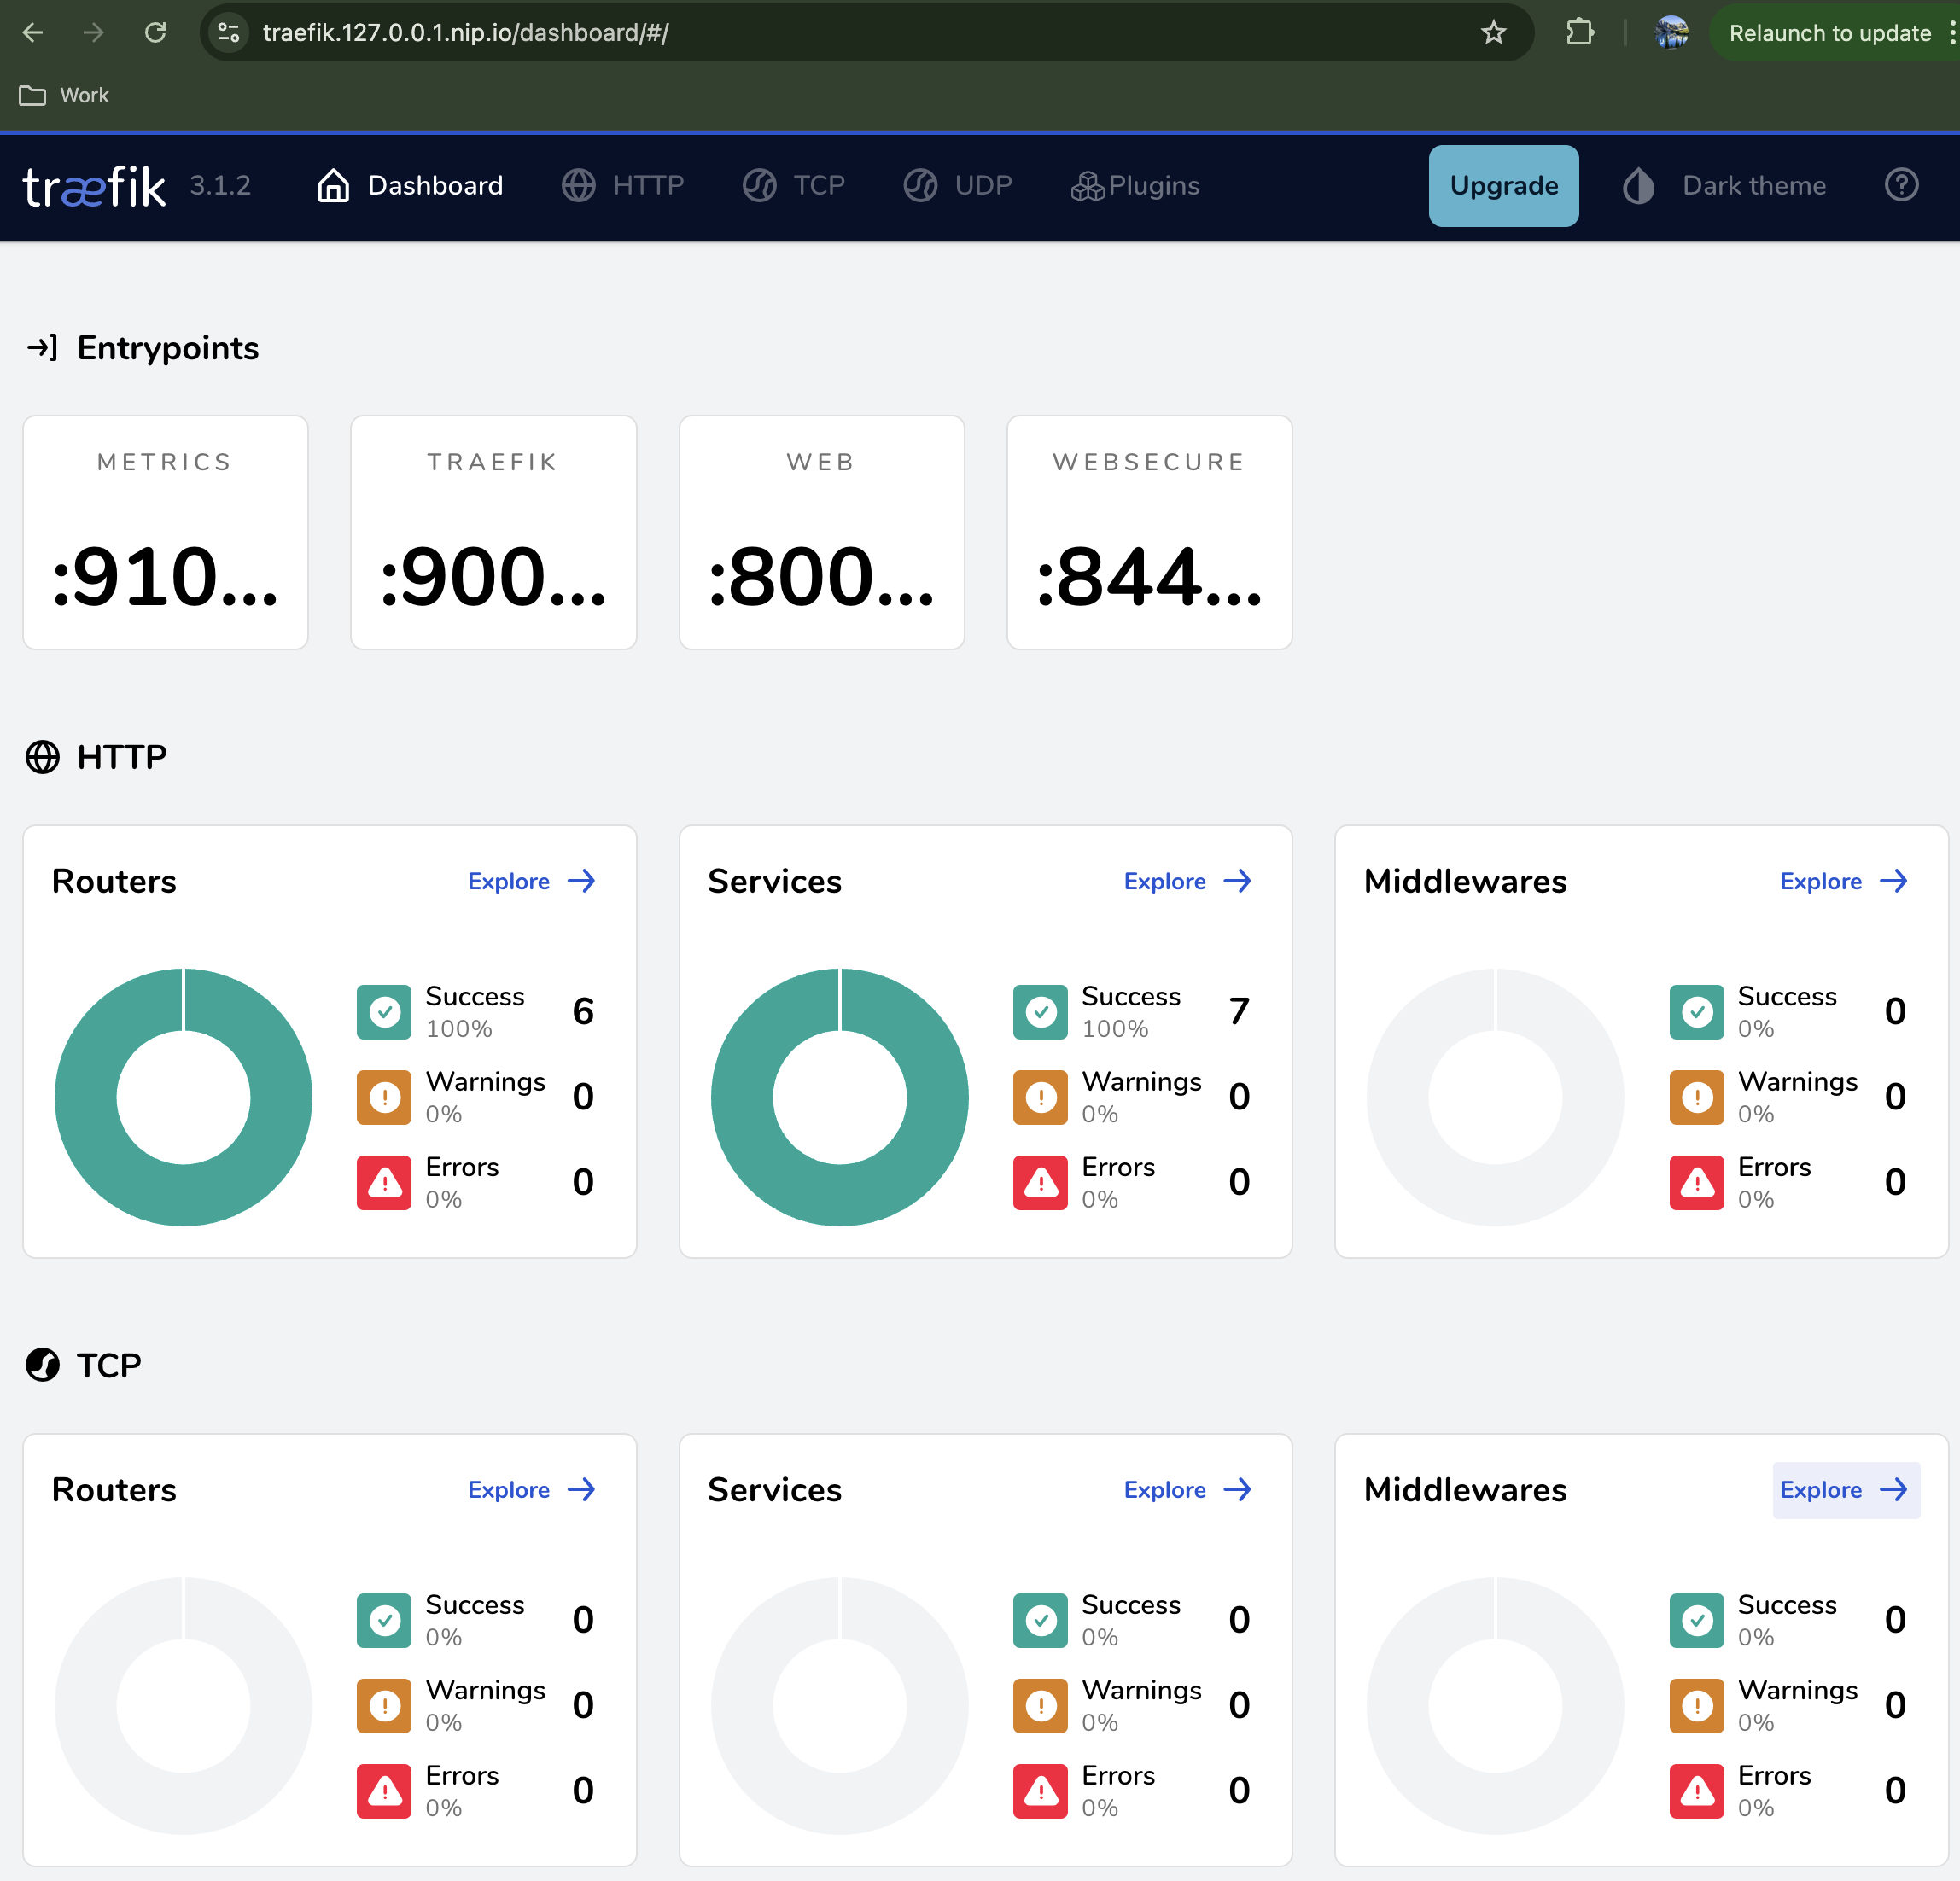 traefik.127.0.0.1.nip.io/dashboard/#/
Relaunch to update
Work
træfik 3.1.2 Dashboard HTTP TCP UDP Plugins Upgrade Dark theme
Entrypoints
METRICS TRAEFIK WEB WEBSECURE
:910... :900... :800... :844...
HTTP
Routers Explore
Success 6
100%
Warnings 0
0%
Errors 0
0%
Services Explore
Success 7
100%
Warnings 0
0%
Errors 0
0%
Middlewares Explore
Success 0
0%
Warnings 0
0%
Errors 0
0%
TCP
Routers Explore
Success 0
0%
Warnings 0
0%
Errors 0
0%
Services Explore
Success 0
0%
Warnings 0
0%
Errors 0
0%
Middlewares Explore
Success 0
0%
Warnings 0
0%
Errors 0
0%